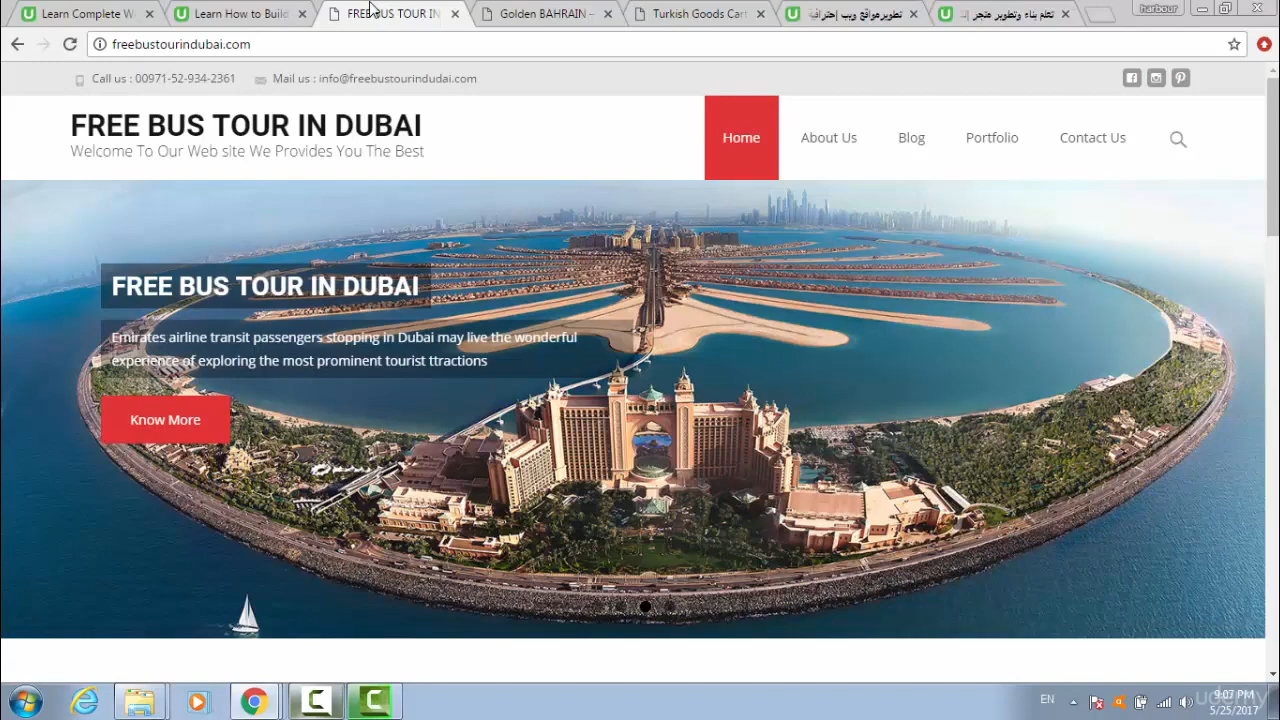 Learn Complete W
Learn How to Build
FREE BUS TOUR IN
Golden BAHRAIN –
Turkish Goods Cart
تطويرمواقع ويب إحترافية
تعلم بناء وتطوير متجر إ
harbour
freebustourindubai.com
Call us : 00971-52-934-2361
Mail us : info@freebustourindudai.com
FREE BUS TOUR IN DUBAI
Welcome To Our Web site We Provides You The Best
Home
About Us
Blog
Portfolio
Contact Us
FREE BUS TOUR IN DUBAI
Emirates airline transit passengers stopping in Dubai may live the wonderful
experience of exploring the most prominent tourist ttractions
Know More
EN
9:07 PM
5/25/2017
udemy